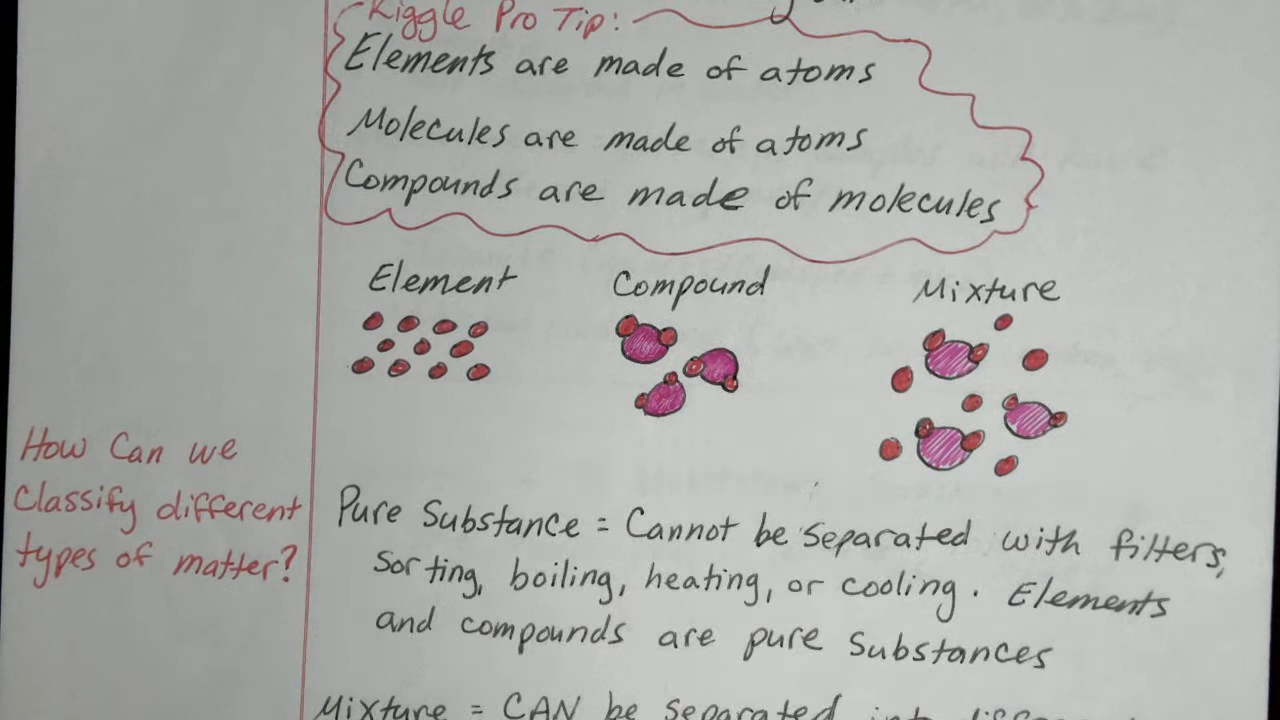 Kiggle Pro Tip:
Elements are made of atoms
Molecules are made of atoms
Compounds are made of molecules
Element Compound Mixture
How Can we
Classify different
types of matter?
Pure Substance = Cannot be separated with filters,
Sorting, boiling, heating, or cooling. Elements
and compounds are pure Substances
Mixture = CAN be separated into